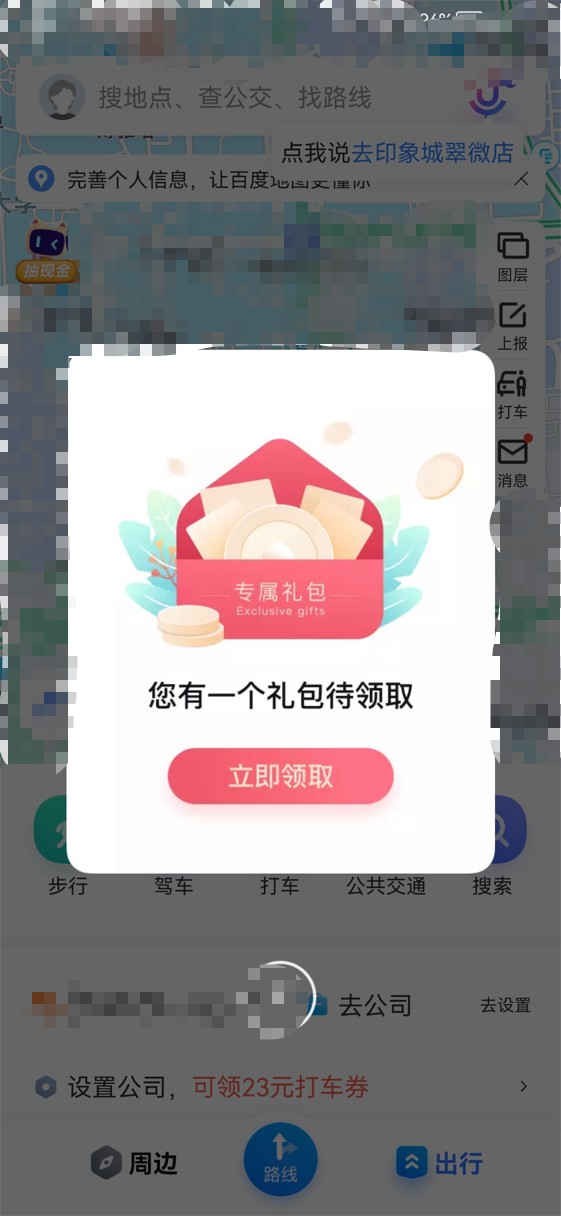 36%
搜地点、查公交、找路线
点我说去印象城翠微店
完善个人信息，让百度地图更懂你
大学
抽现金
图层
上报
打车
消息
专属礼包
Exclusive gifts
您有一个礼包待领取
立即领取
步行
驾车
打车
公共交通
搜索
去公司
去设置
设置公司，可领23元打车券
周边
路线
出行